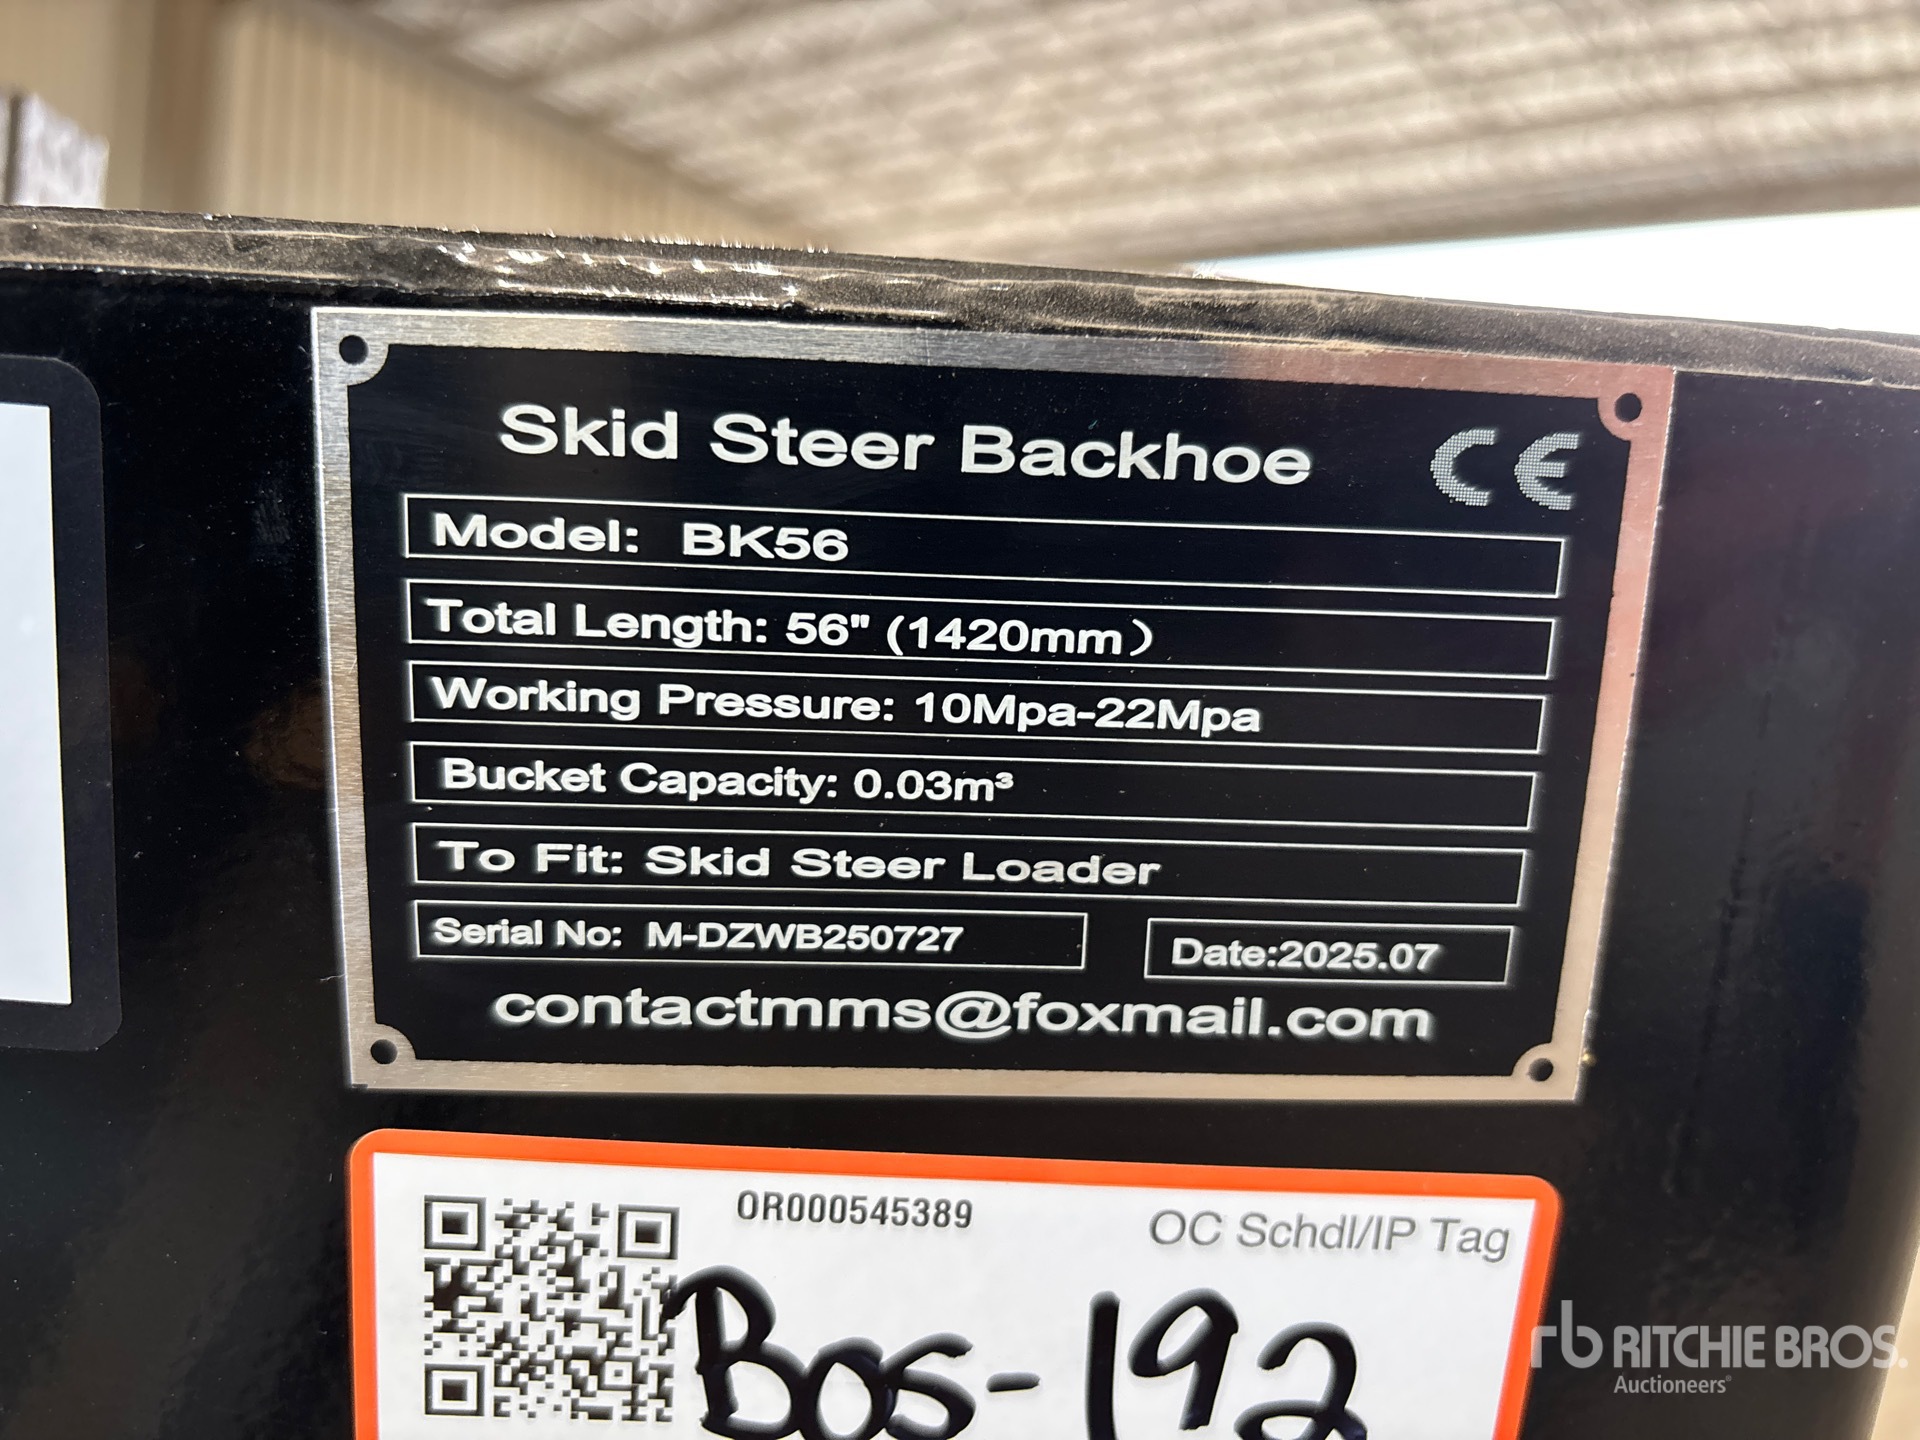 Skid Steer Backhoe CE
Model: BK56
Total Length: 56" (1420mm)
Working Pressure: 10Mpa-22Mpa
Bucket Capacity: 0.03m³
To Fit: Skid Steer Loader
Serial No: M-DZWB250727 Date:2025.07
contactmms@foxmail.com
OR000545389 OC Schdl/IP Tag
Bos-192
rb RITCHIE BROS.
Auctioneers®